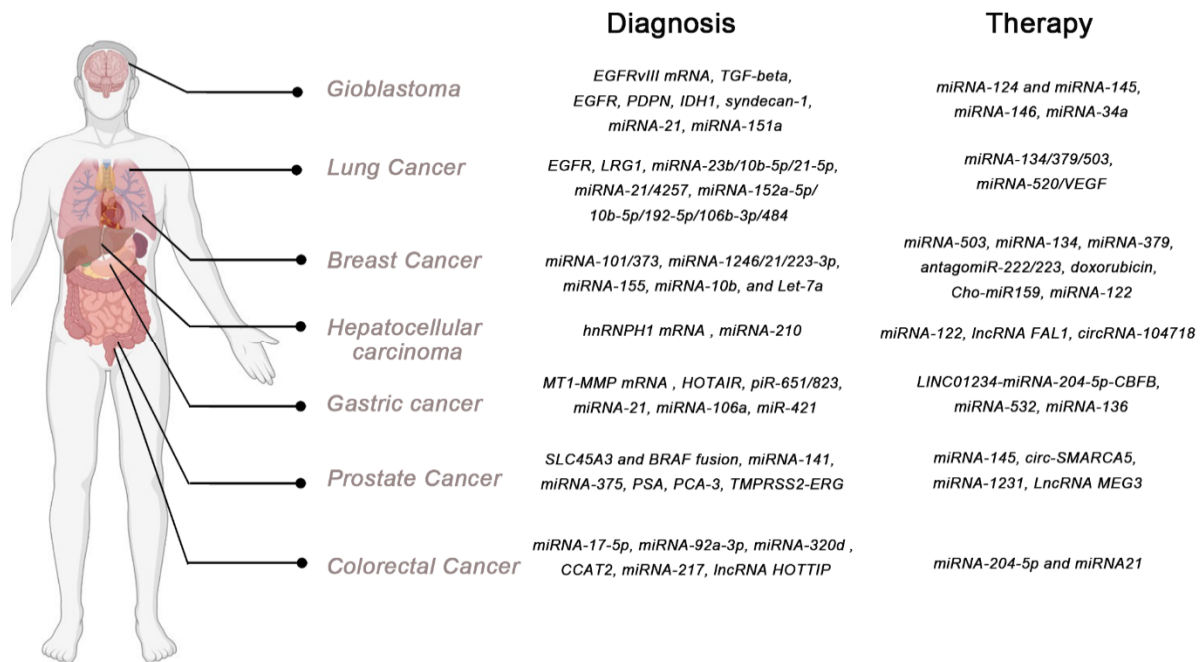 Diagnosis
Therapy
Gioblastoma
EGFRvIII mRNA, TGF-beta,
EGFR, PDPN, IDH1, syndecan-1,
miRNA-21, miRNA-151a
miRNA-124 and miRNA-145,
miRNA-146, miRNA-34a
Lung Cancer
EGFR, LRG1, miRNA-23b/10b-5p/21-5p,
miRNA-21/4257, miRNA-152a-5p/
10b-5p/192-5p/106b-3p/484
miRNA-134/379/503,
miRNA-520/VEGF
Breast Cancer
miRNA-101/373, miRNA-1246/21/223-3p,
miRNA-155, miRNA-10b, and Let-7a
miRNA-503, miRNA-134, miRNA-379,
antagomiR-222/223, doxorubicin,
Cho-miR159, miRNA-122
Hepatocellular
carcinoma
hnRNPH1 mRNA , miRNA-210
miRNA-122, lncRNA FAL1, circRNA-104718
Gastric cancer
MT1-MMP mRNA , HOTAIR, piR-651/823,
miRNA-21, miRNA-106a, miR-421
LINC01234-miRNA-204-5p-CBFB,
miRNA-532, miRNA-136
Prostate Cancer
SLC45A3 and BRAF fusion, miRNA-141,
miRNA-375, PSA, PCA-3, TMPRSS2-ERG
miRNA-145, circ-SMARCA5,
miRNA-1231, LncRNA MEG3
Colorectal Cancer
miRNA-17-5p, miRNA-92a-3p, miRNA-320d ,
CCAT2, miRNA-217, lncRNA HOTTIP
miRNA-204-5p and miRNA21